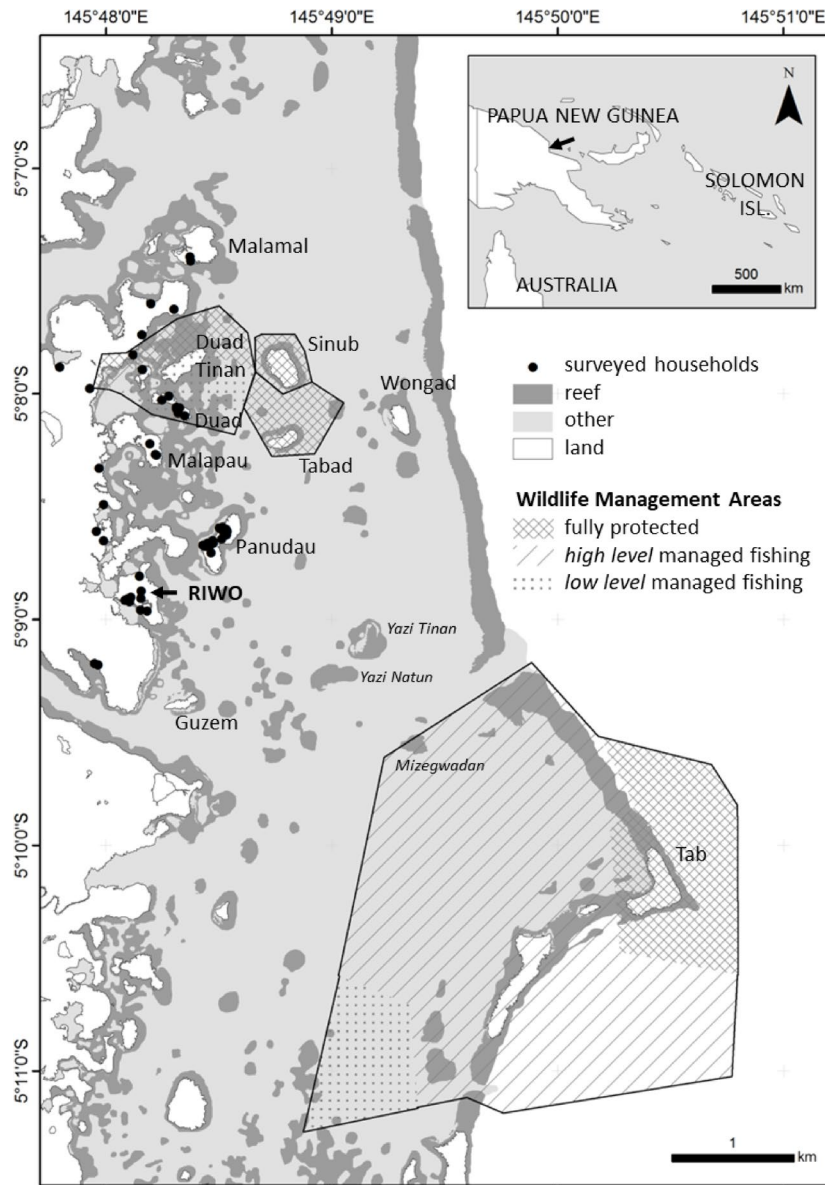 145°48'0"E
145°49'0"E
145°50'0"E
145°51'0"E
5°7'0"S
5°8'0"S
5°9'0"S
5°10'0"S
5°11'0"S
N
PAPUA NEW GUINEA
SOLOMON
ISL.
AUSTRALIA
500
km
Malamal
Duad
Tinan
Sinub
Wongad
Duad
Malapau
Tabad
Panudau
RIWO
Yazi Tinan
Yazi Natun
Guzem
Mizegwadan
Tab
surveyed households
reef
other
land
Wildlife Management Areas
fully protected
high level managed fishing
low level managed fishing
1
km